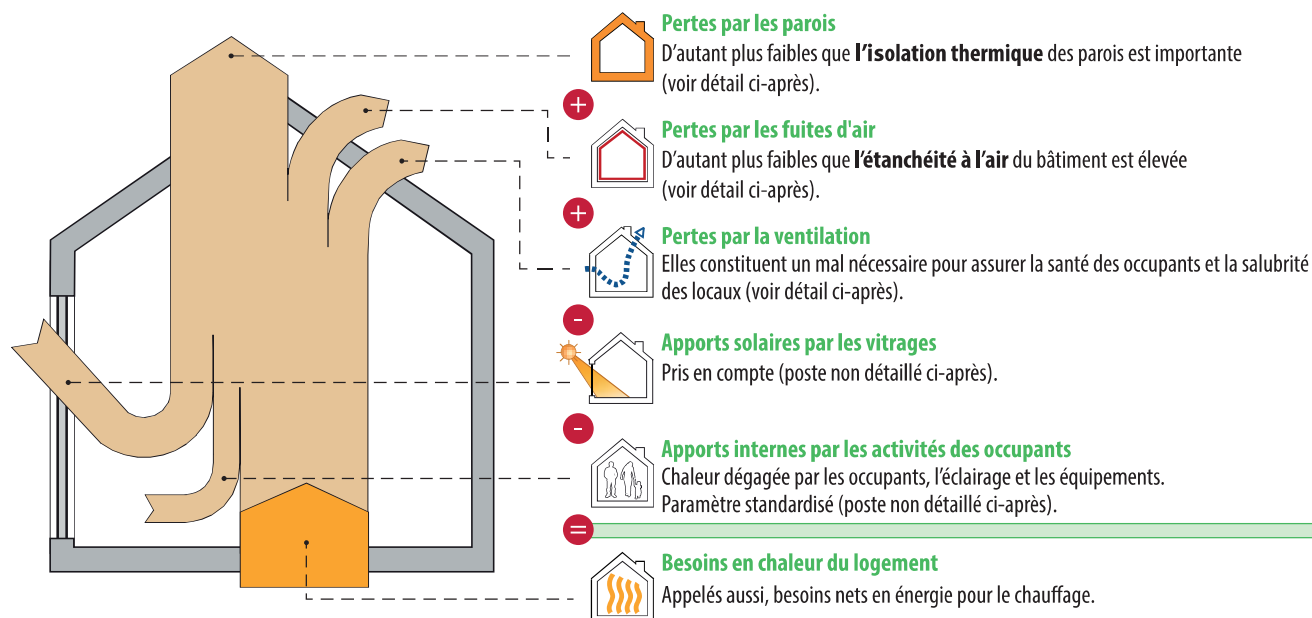 Pertes par les parois
D'autant plus faibles que l'isolation thermique des parois est importante
(voir détail ci-après).
+
Pertes par les fuites d'air
D'autant plus faibles que l'étanchéité à l'air du bâtiment est élevée
(voir détail ci-après).
+
Pertes par la ventilation
Elles constituent un mal nécessaire pour assurer la santé des occupants et la salubrité
des locaux (voir détail ci-après).
-
Apports solaires par les vitrages
Pris en compte (poste non détaillé ci-après).
-
Apports internes par les activités des occupants
Chaleur dégagée par les occupants, l'éclairage et les équipements.
Paramètre standardisé (poste non détaillé ci-après).
=
Besoins en chaleur du logement
Appelés aussi, besoins nets en énergie pour le chauffage.